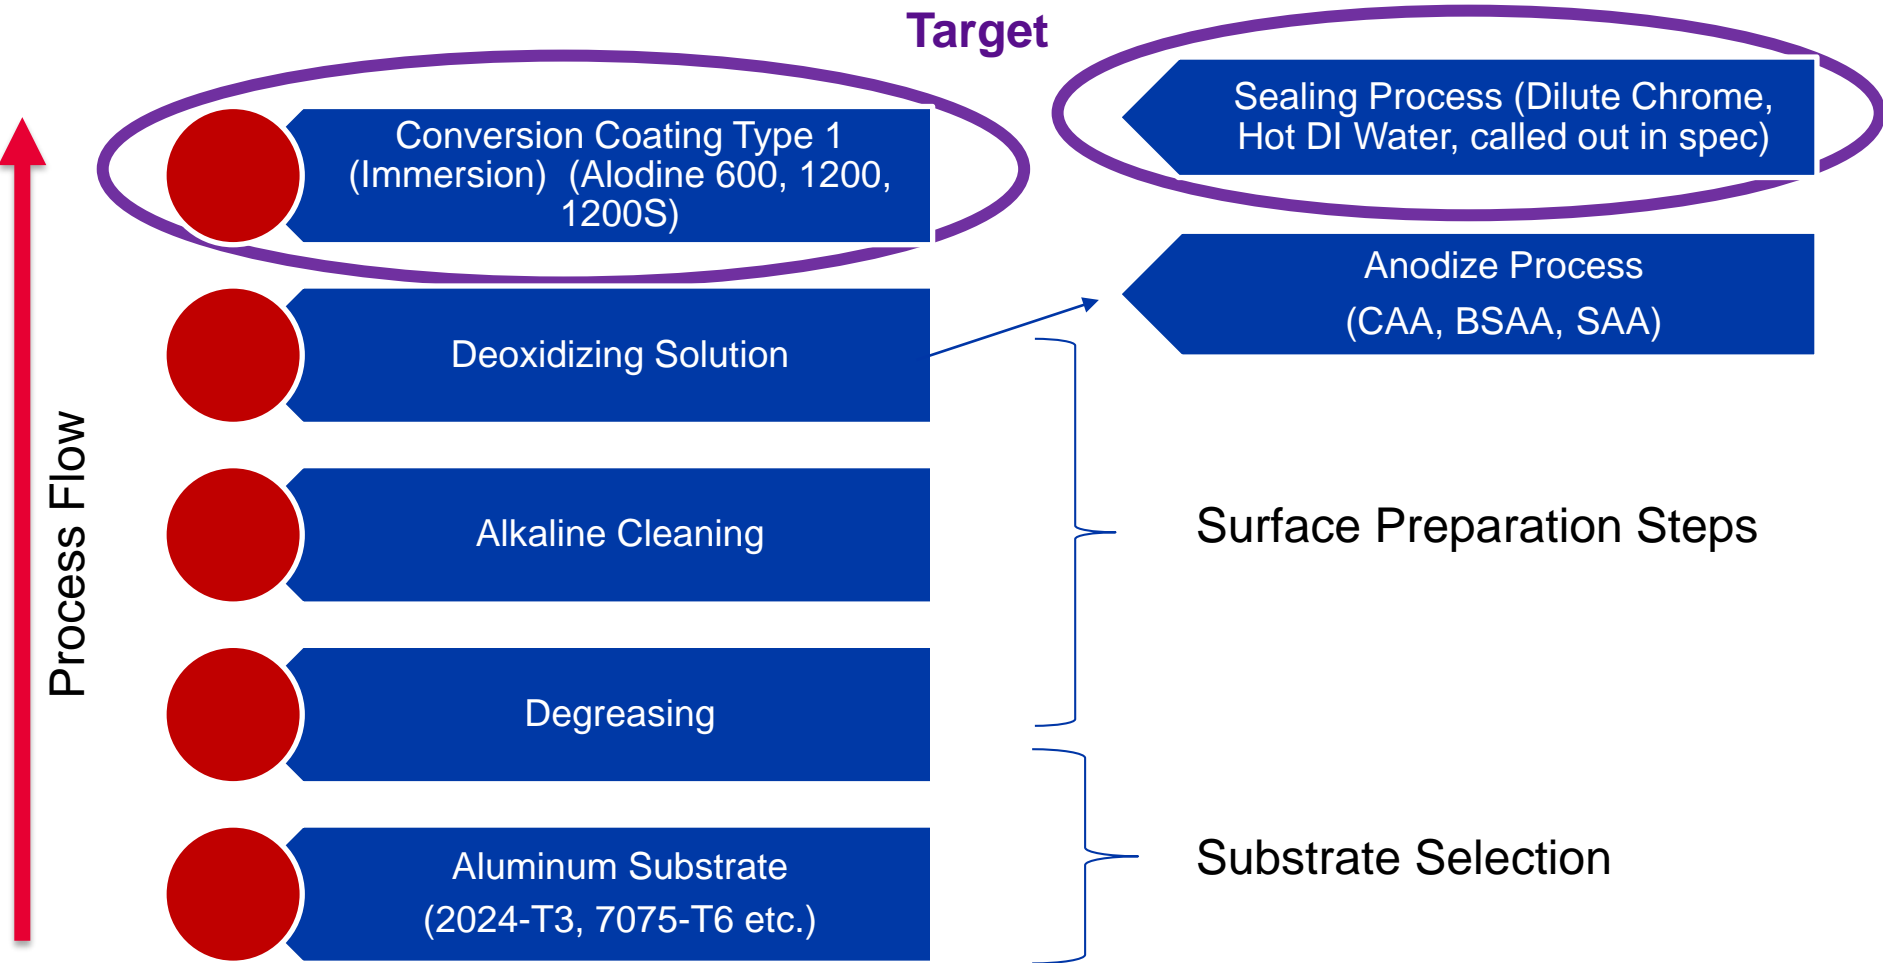 Target
Conversion Coating Type 1
(Immersion)  (Alodine 600, 1200,
1200S)
Sealing Process (Dilute Chrome,
Hot DI Water, called out in spec)
Anodize Process
(CAA, BSAA, SAA)
Deoxidizing Solution
Alkaline Cleaning
Surface Preparation Steps
Process Flow
Degreasing
Aluminum Substrate
(2024-T3, 7075-T6 etc.)
Substrate Selection